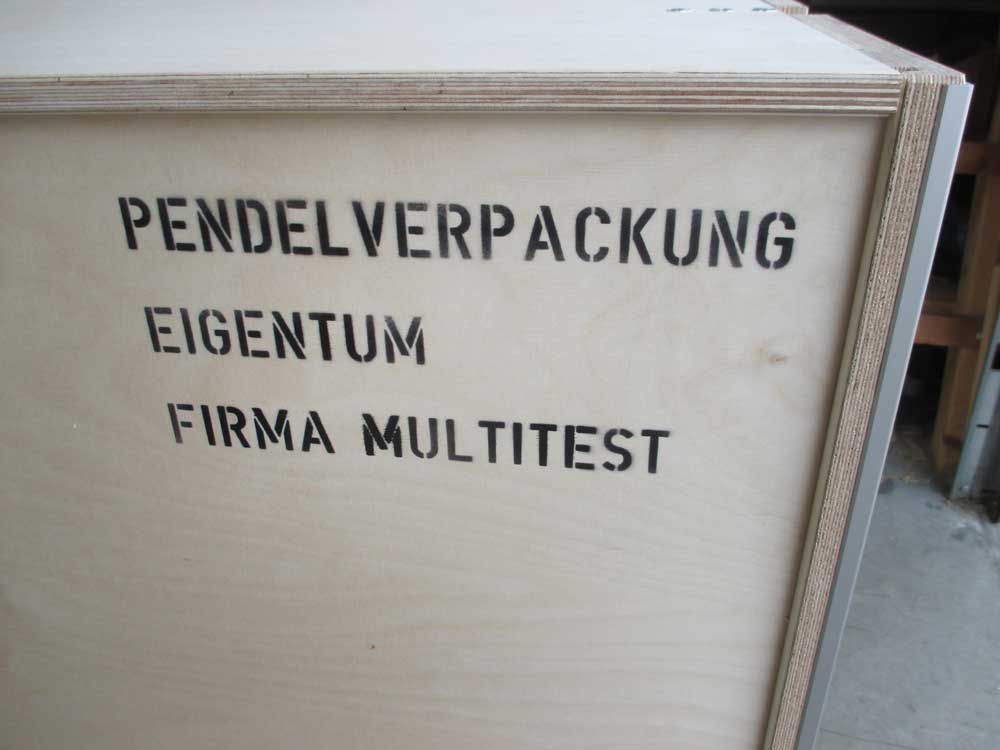 PENDELVERPACKUNG
EIGENTUM
FIRMA MULTITEST